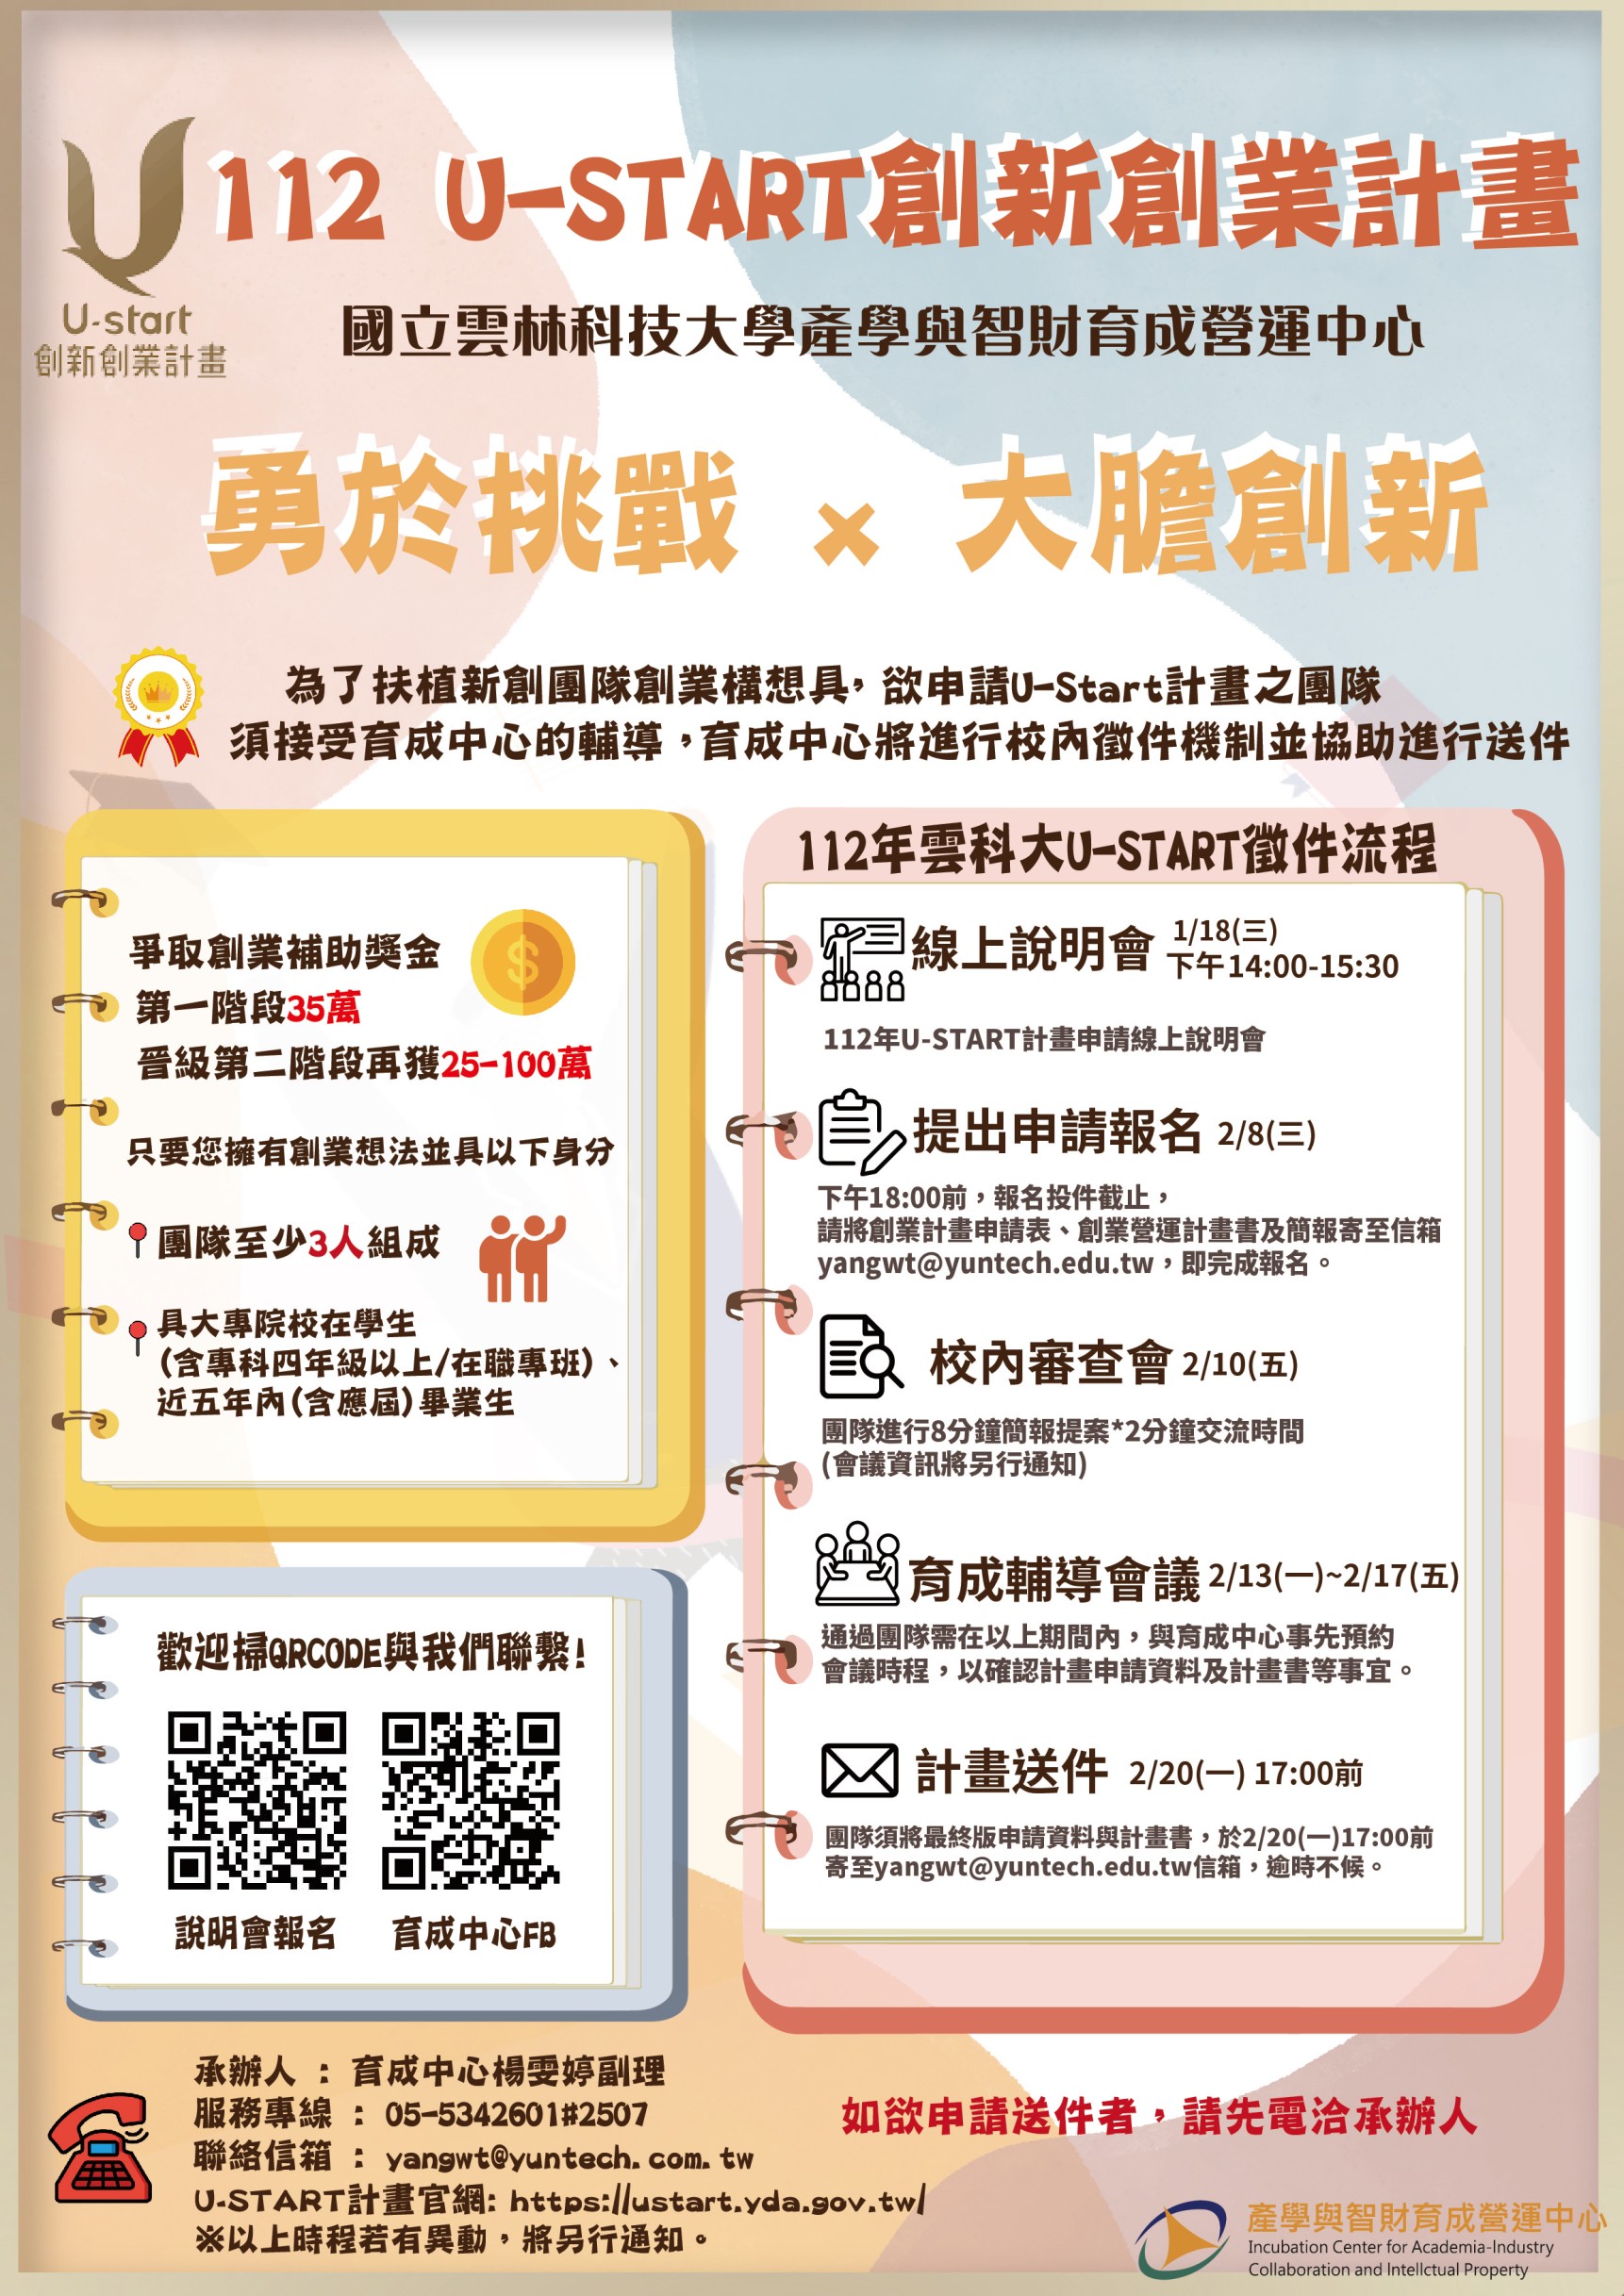 112 U-START創新創業計畫
U-start
創新創業計畫
國立雲林科技大學產學與智財育成營運中心
勇於挑戰 × 大膽創新
為了扶植新創團隊創業構想具，欲申請U-Start計畫之團隊
須接受育成中心的輔導，育成中心將進行校內徵件機制並協助進行送件
爭取創業補助獎金
第一階段35萬
晉級第二階段再獲25-100萬
只要您擁有創業想法並具以下身分
團隊至少3人組成
具大專院校在學生
(含專科四年級以上/在職專班)、
近五年內(含應屆)畢業生
歡迎掃QRCODE與我們聯繫!
說明會報名 育成中心FB
112年雲科大U-START徵件流程
線上說明會 1/18(三)
下午14:00-15:30
112年U-START計畫申請線上說明會
提出申請報名 2/8(三)
下午18:00前，報名投件截止，
請將創業計畫申請表、創業營運計畫書及簡報寄至信箱
yangwt@yuntech.edu.tw，即完成報名。
校內審查會 2/10(五)
團隊進行8分鐘簡報提案*2分鐘交流時間
(會議資訊將另行通知)
育成輔導會議 2/13(一)~2/17(五)
通過團隊需在以上期間內，與育成中心事先預約
會議時程，以確認計畫申請資料及計畫書等事宜。
計畫送件 2/20(一) 17:00前
團隊須將最終版申請資料與計畫書，於2/20(一)17:00前
寄至yangwt@yuntech.edu.tw信箱，逾時不候。
承辦人 : 育成中心楊雯婷副理
服務專線 : 05-5342601#2507
聯絡信箱 : yangwt@yuntech.com.tw
U-START計畫官網: https://ustart.yda.gov.tw/
※以上時程若有異動，將另行通知。
如欲申請送件者，請先電洽承辦人
產學與智財育成營運中心
Incubation Center for Academia-Industry
Collaboration and Intellctual Property